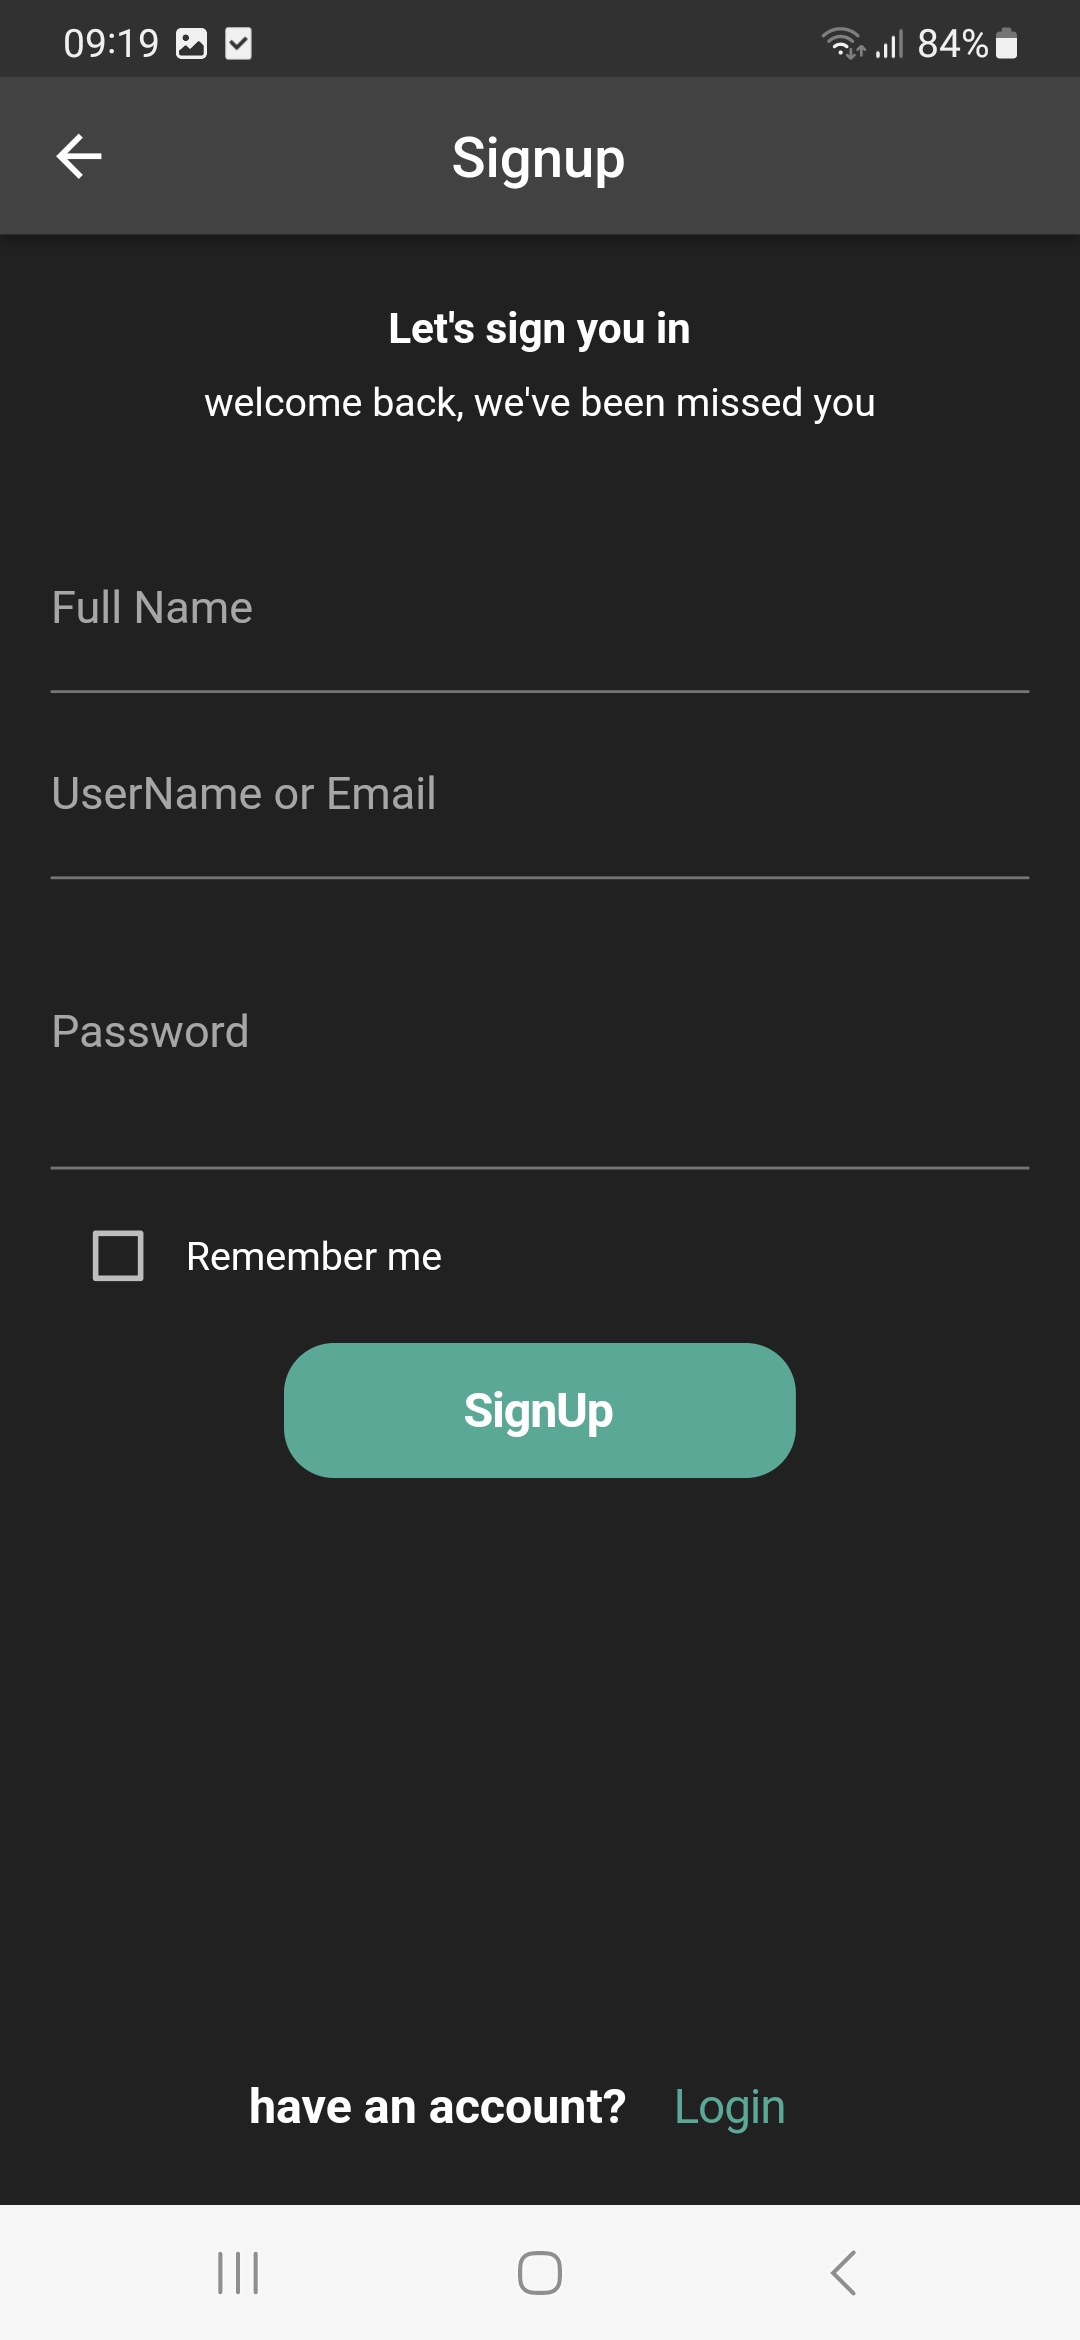 09:19 84%
Signup
Let's sign you in
welcome back, we've been missed you
Full Name
UserName or Email
Password
Remember me
SignUp
have an account? Login